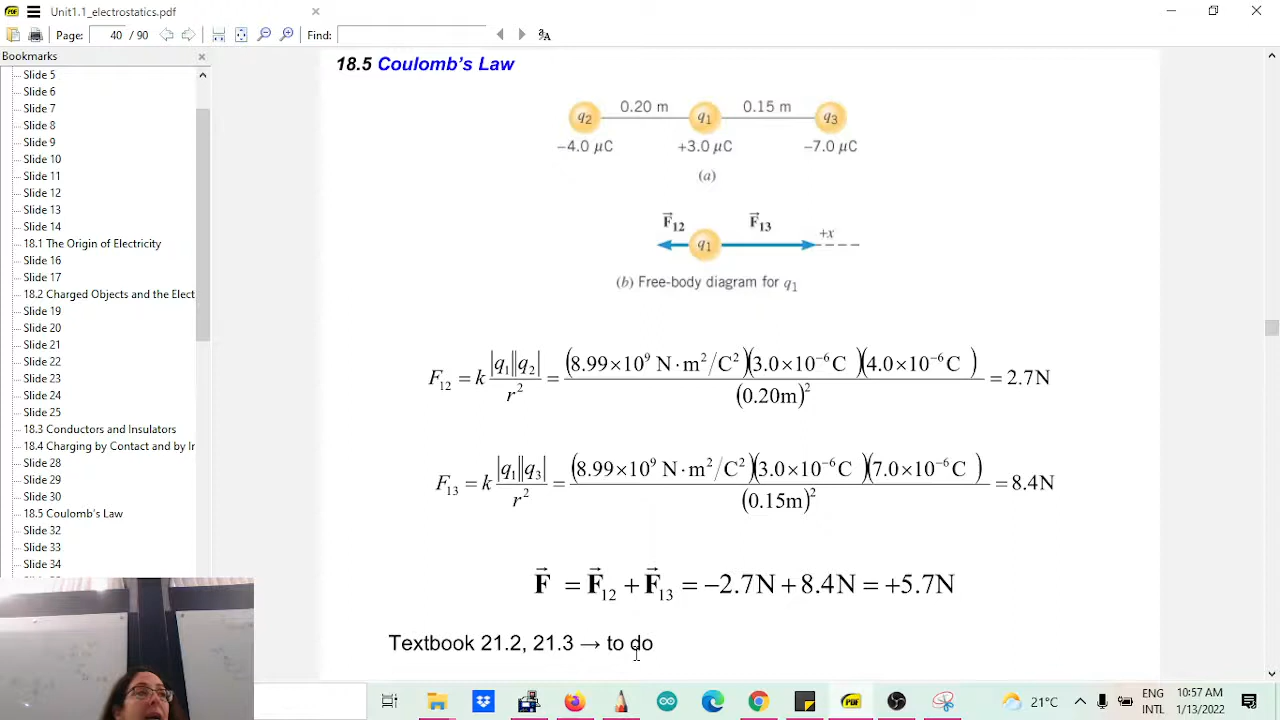 Unit1.1_electrostatics.pdf
Page: 40 / 90 Find:
Bookmarks
Slide 5
Slide 6
Slide 7
Slide 8
Slide 9
Slide 10
Slide 11
Slide 12
Slide 13
Slide 14
18.1 The Origin of Electricity
Slide 16
Slide 17
18.2 Charged Objects and the Elect
Slide 19
Slide 20
Slide 21
Slide 22
Slide 23
Slide 24
Slide 25
18.3 Conductors and Insulators
18.4 Charging by Contact and by In
Slide 28
Slide 29
Slide 30
18.5 Coulomb's Law
Slide 32
Slide 33
Slide 34
18.5 Coulomb's Law
0.20 m 0.15 m
q₂ q₁ q₃
−4.0 μC +3.0 μC −7.0 μC
(a)
F⃗₁₂ F⃗₁₃ +x
q₁
(b) Free-body diagram for q₁
F₁₂ = k |q₁||q₂| / r² = (8.99×10⁹ N·m²/C²)(3.0×10⁻⁶ C )(4.0×10⁻⁶ C ) / (0.20m)² = 2.7N
F₁₃ = k |q₁||q₃| / r² = (8.99×10⁹ N·m²/C²)(3.0×10⁻⁶ C )(7.0×10⁻⁶ C ) / (0.15m)² = 8.4N
F⃗ = F⃗₁₂ + F⃗₁₃ = −2.7N + 8.4N = +5.7N
Textbook 21.2, 21.3 → to do
21°C
ENG
INTL
10:57 AM
1/13/2022